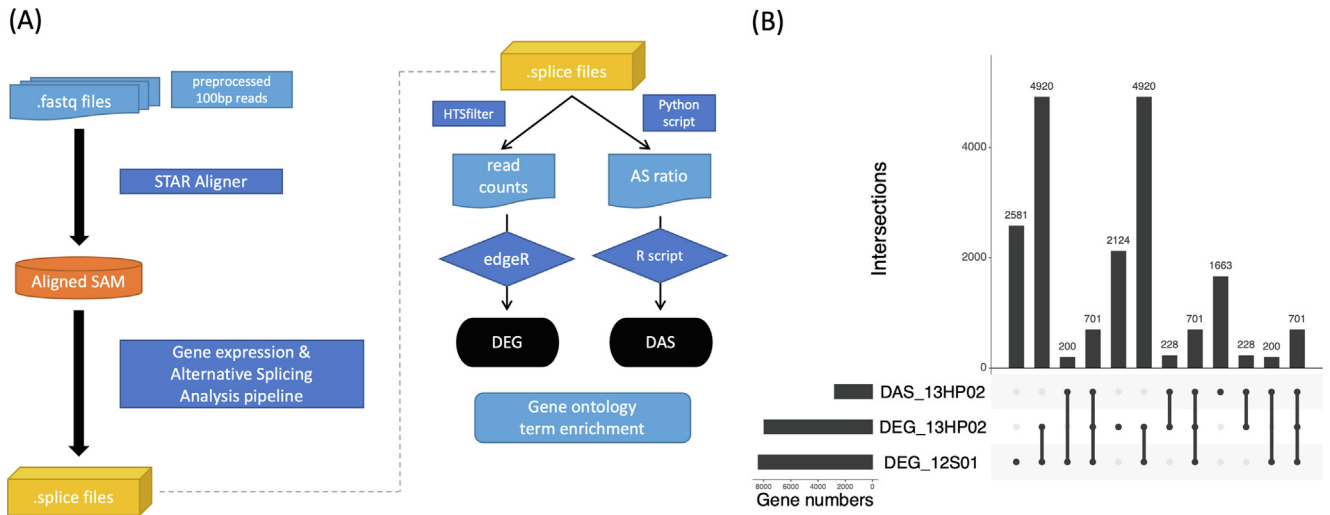 (A)
.fastq files
preprocessed
100bp reads
STAR Aligner
Aligned SAM
Gene expression &
Alternative Splicing
Analysis pipeline
.splice files
.splice files
HTSfilter
Python
script
read
counts
AS ratio
edgeR
R script
DEG
DAS
Gene ontology
term enrichment
(B)
Intersections
4000
2000
0
2581
4920
200
701
2124
4920
228
701
1663
228
200
701
DAS_13HP02
DEG_13HP02
DEG_12S01
8000 6000 4000 2000 0
Gene numbers